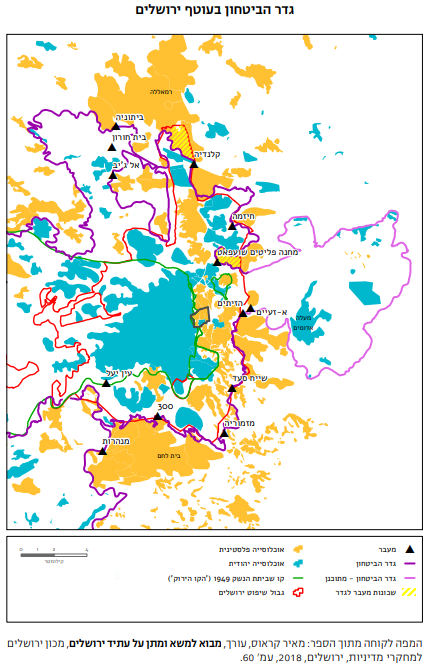 גדר הביטחון בעוטף ירושלים
רמאללה
ביתוניה
בית חורון
קלנדיה
אל ג'יב
חיזמה
מחנה פליטים שועפאט
הזיתים
א-זעיים
מעלה
אדומים
עין יעל
שייח סעד
300
מזמוריה
מנהרות
בית לחם
מעבר
גדר הביטחון
גדר הביטחון - מתוכנן
שכונות מעבר לגדר
אוכלוסייה פלסטינית
אוכלוסייה יהודית
קו שביתת הנשק 1949 ('הקו הירוק')
גבול שיפוט ירושלים
קילומטר
המפה לקוחה מתוך הספר: מאיר קראוס, עורך, מבוא למשא ומתן על עתיד ירושלים, מכון ירושלים
למחקרי מדיניות, ירושלים, 2018, עמ' 60.